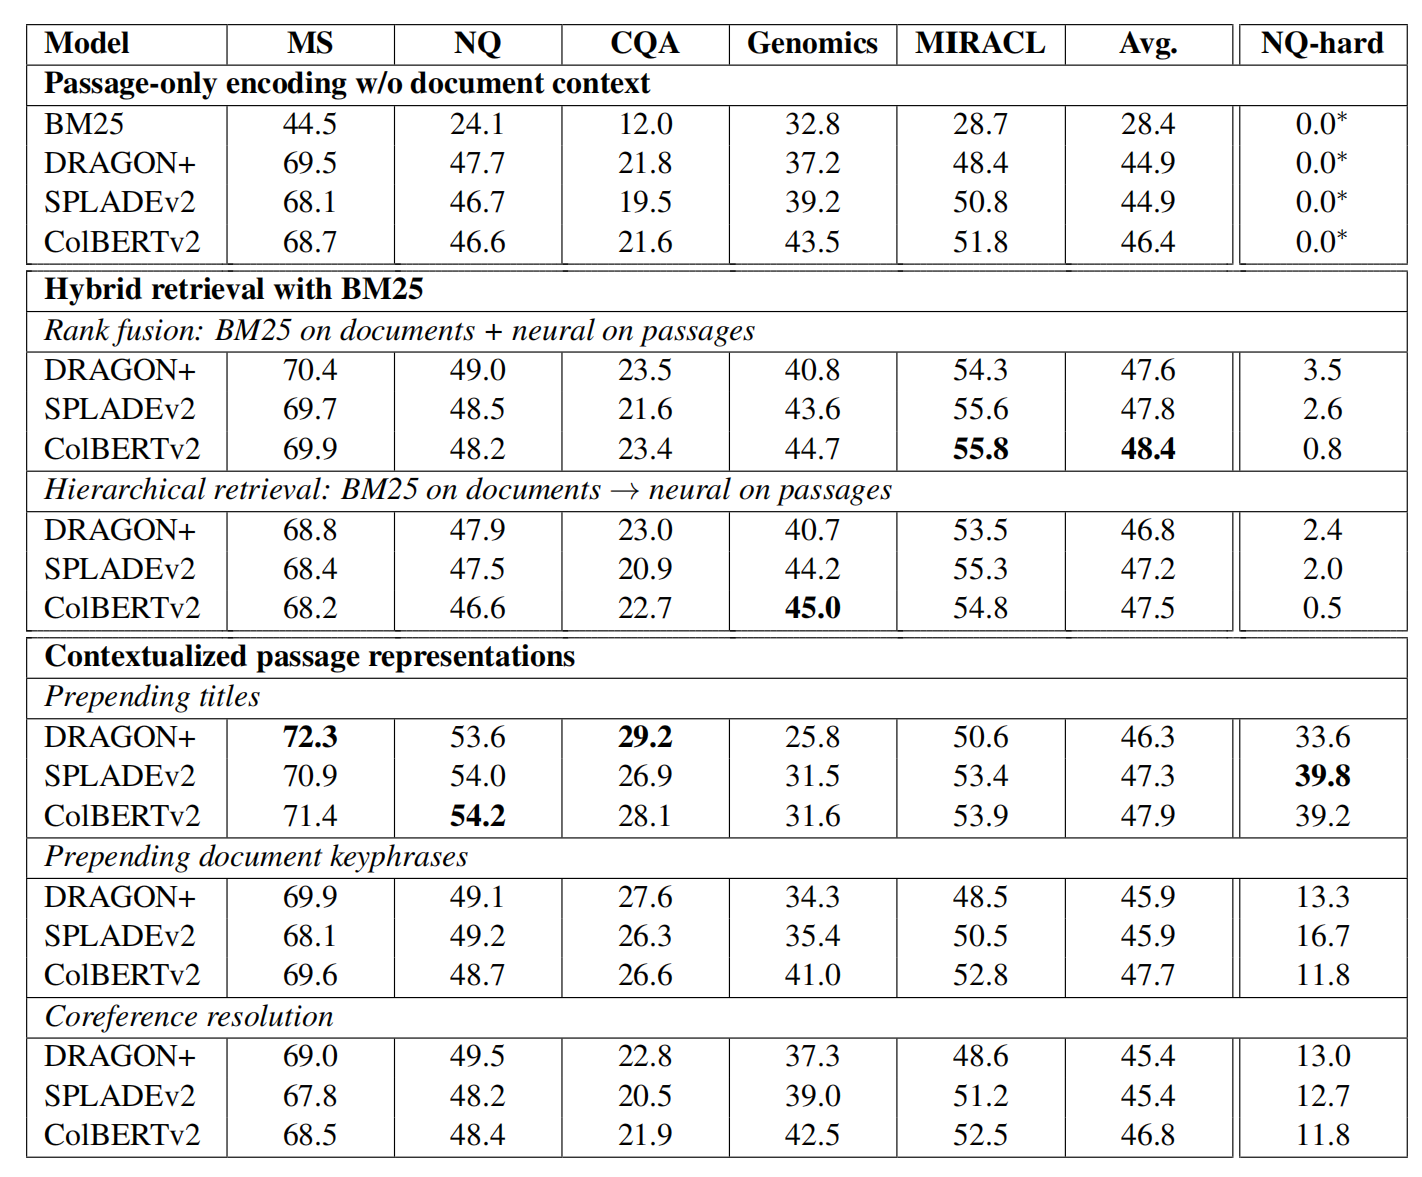 Model MS NQ CQA Genomics MIRACL Avg. NQ-hard
Passage-only encoding w/o document context
BM25 44.5 24.1 12.0 32.8 28.7 28.4 0.0*
DRAGON+ 69.5 47.7 21.8 37.2 48.4 44.9 0.0*
SPLADEv2 68.1 46.7 19.5 39.2 50.8 44.9 0.0*
ColBERTv2 68.7 46.6 21.6 43.5 51.8 46.4 0.0*
Hybrid retrieval with BM25
Rank fusion: BM25 on documents + neural on passages
DRAGON+ 70.4 49.0 23.5 40.8 54.3 47.6 3.5
SPLADEv2 69.7 48.5 21.6 43.6 55.6 47.8 2.6
ColBERTv2 69.9 48.2 23.4 44.7 55.8 48.4 0.8
Hierarchical retrieval: BM25 on documents → neural on passages
DRAGON+ 68.8 47.9 23.0 40.7 53.5 46.8 2.4
SPLADEv2 68.4 47.5 20.9 44.2 55.3 47.2 2.0
ColBERTv2 68.2 46.6 22.7 45.0 54.8 47.5 0.5
Contextualized passage representations
Prepending titles
DRAGON+ 72.3 53.6 29.2 25.8 50.6 46.3 33.6
SPLADEv2 70.9 54.0 26.9 31.5 53.4 47.3 39.8
ColBERTv2 71.4 54.2 28.1 31.6 53.9 47.9 39.2
Prepending document keyphrases
DRAGON+ 69.9 49.1 27.6 34.3 48.5 45.9 13.3
SPLADEv2 68.1 49.2 26.3 35.4 50.5 45.9 16.7
ColBERTv2 69.6 48.7 26.6 41.0 52.8 47.7 11.8
Coreference resolution
DRAGON+ 69.0 49.5 22.8 37.3 48.6 45.4 13.0
SPLADEv2 67.8 48.2 20.5 39.0 51.2 45.4 12.7
ColBERTv2 68.5 48.4 21.9 42.5 52.5 46.8 11.8